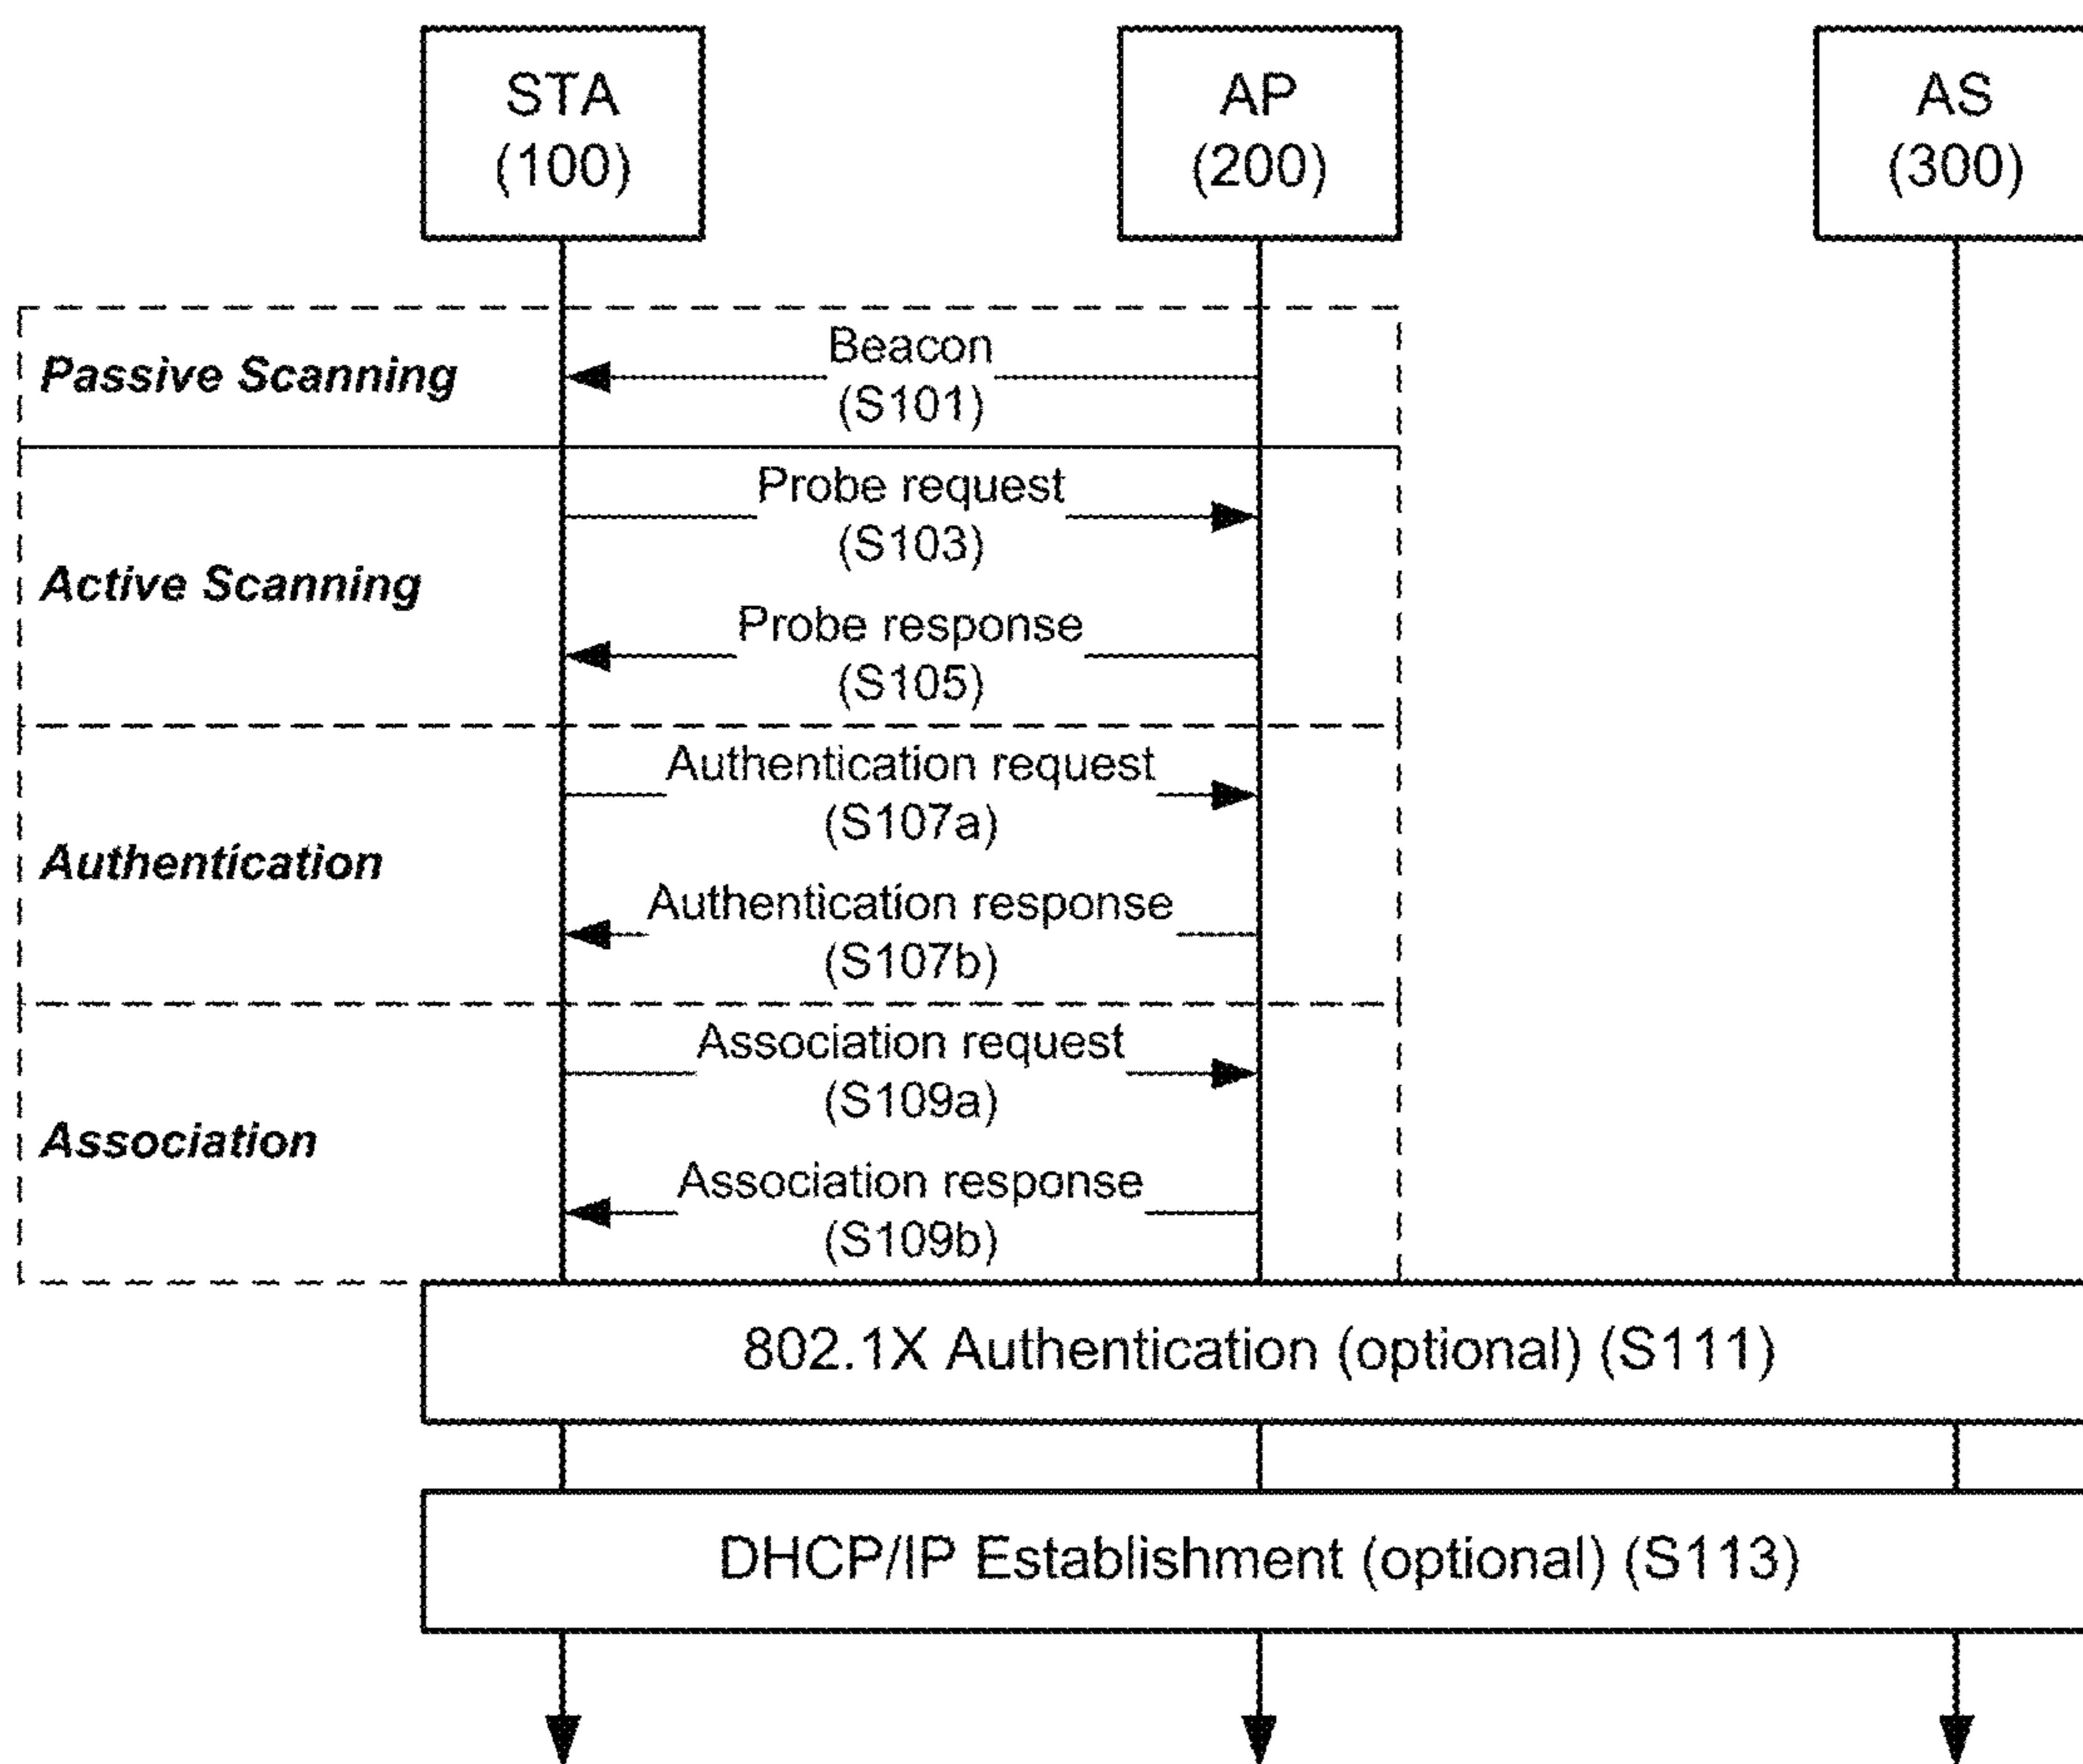 STA
(100)
AP
(200)
AS
(300)
Passive Scanning
Beacon
(S101)
Active Scanning
Probe request
(S103)
Probe response
(S105)
Authentication
Authentication request
(S107a)
Authentication response
(S107b)
Association
Association request
(S109a)
Association response
(S109b)
802.1X Authentication (optional) (S111)
DHCP/IP Establishment (optional) (S113)